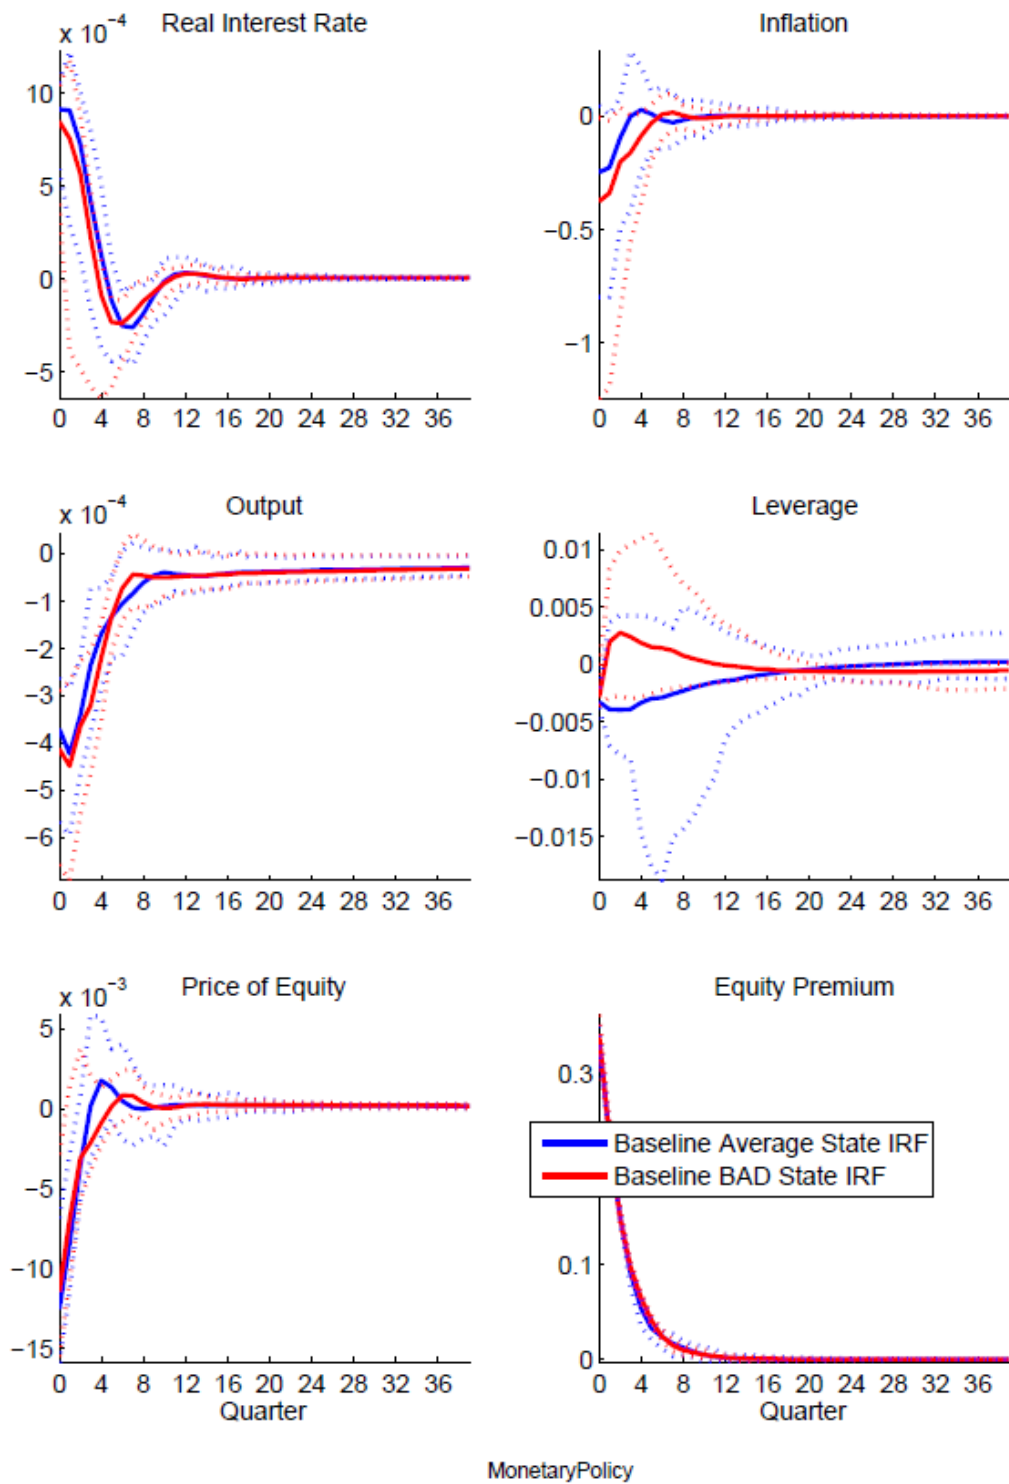 x 10−4
Real Interest Rate
10
5
0
−5
0 4 8 12 16 20 24 28 32 36
Inflation
0
−0.5
−1
0 4 8 12 16 20 24 28 32 36
x 10−4
Output
0
−1
−2
−3
−4
−5
−6
0 4 8 12 16 20 24 28 32 36
Leverage
0.01
0.005
0
−0.005
−0.01
−0.015
0 4 8 12 16 20 24 28 32 36
x 10−3
Price of Equity
5
0
−5
−10
−15
0 4 8 12 16 20 24 28 32 36
Quarter
Equity Premium
0.3
Baseline Average State IRF
Baseline BAD State IRF
0.1
0
0 4 8 12 16 20 24 28 32 36
Quarter
MonetaryPolicy